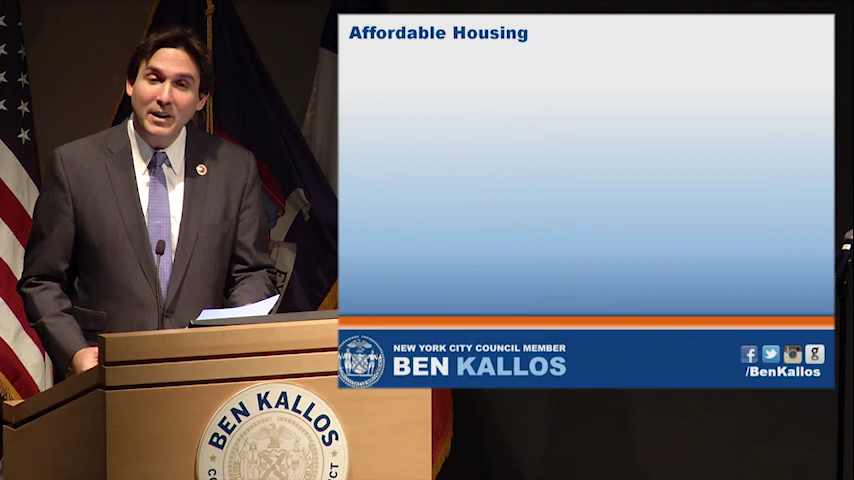 Affordable Housing
NEW YORK CITY COUNCIL MEMBER
BEN KALLOS
/BenKallos
BEN KALLOS